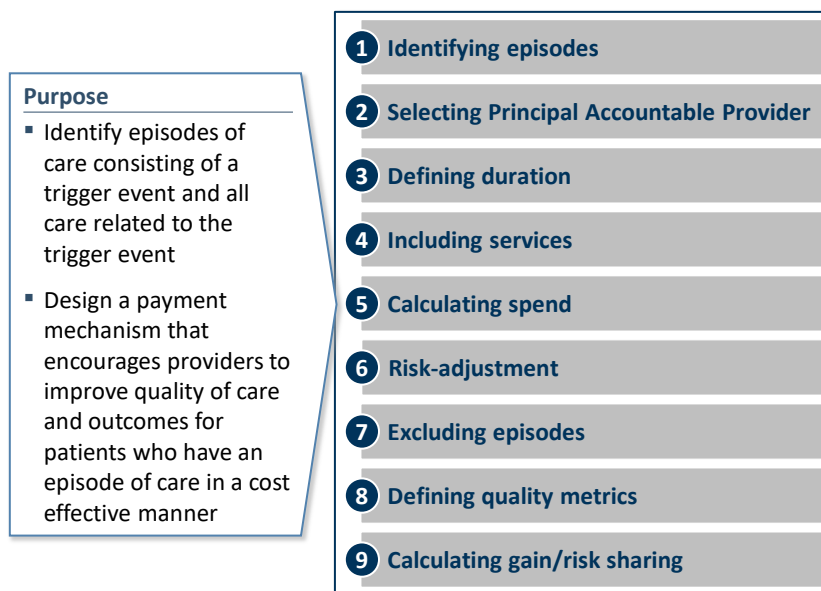 Purpose
▪ Identify episodes of
care consisting of a
trigger event and all
care related to the
trigger event
▪ Design a payment
mechanism that
encourages providers to
improve quality of care
and outcomes for
patients who have an
episode of care in a cost
effective manner
1 Identifying episodes
2 Selecting Principal Accountable Provider
3 Defining duration
4 Including services
5 Calculating spend
6 Risk-adjustment
7 Excluding episodes
8 Defining quality metrics
9 Calculating gain/risk sharing